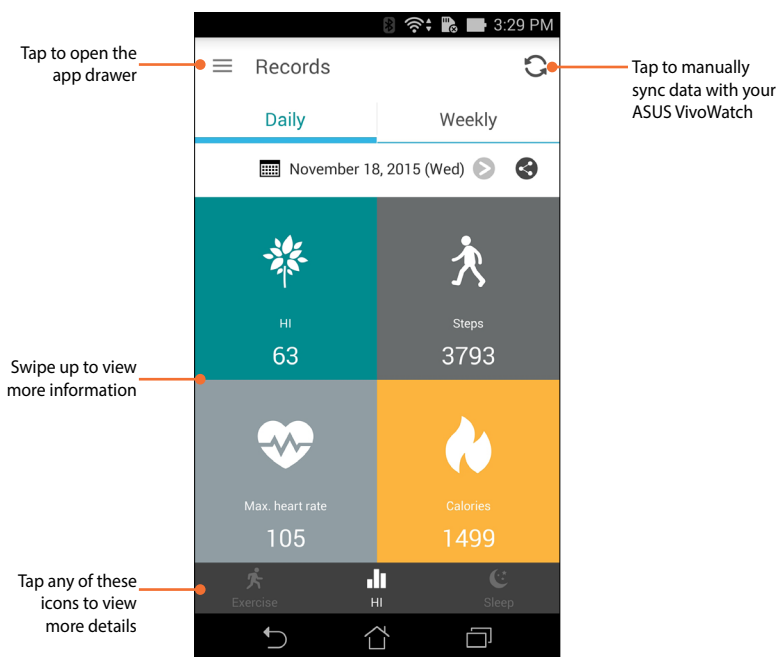 3:29 PM
Tap to open the
app drawer
Records
Tap to manually
sync data with your
ASUS VivoWatch
Daily
Weekly
November 18, 2015 (Wed)
HI
63
Steps
3793
Swipe up to view
more information
Max. heart rate
105
Calories
1499
Tap any of these
icons to view
more details
Exercise
HI
Sleep